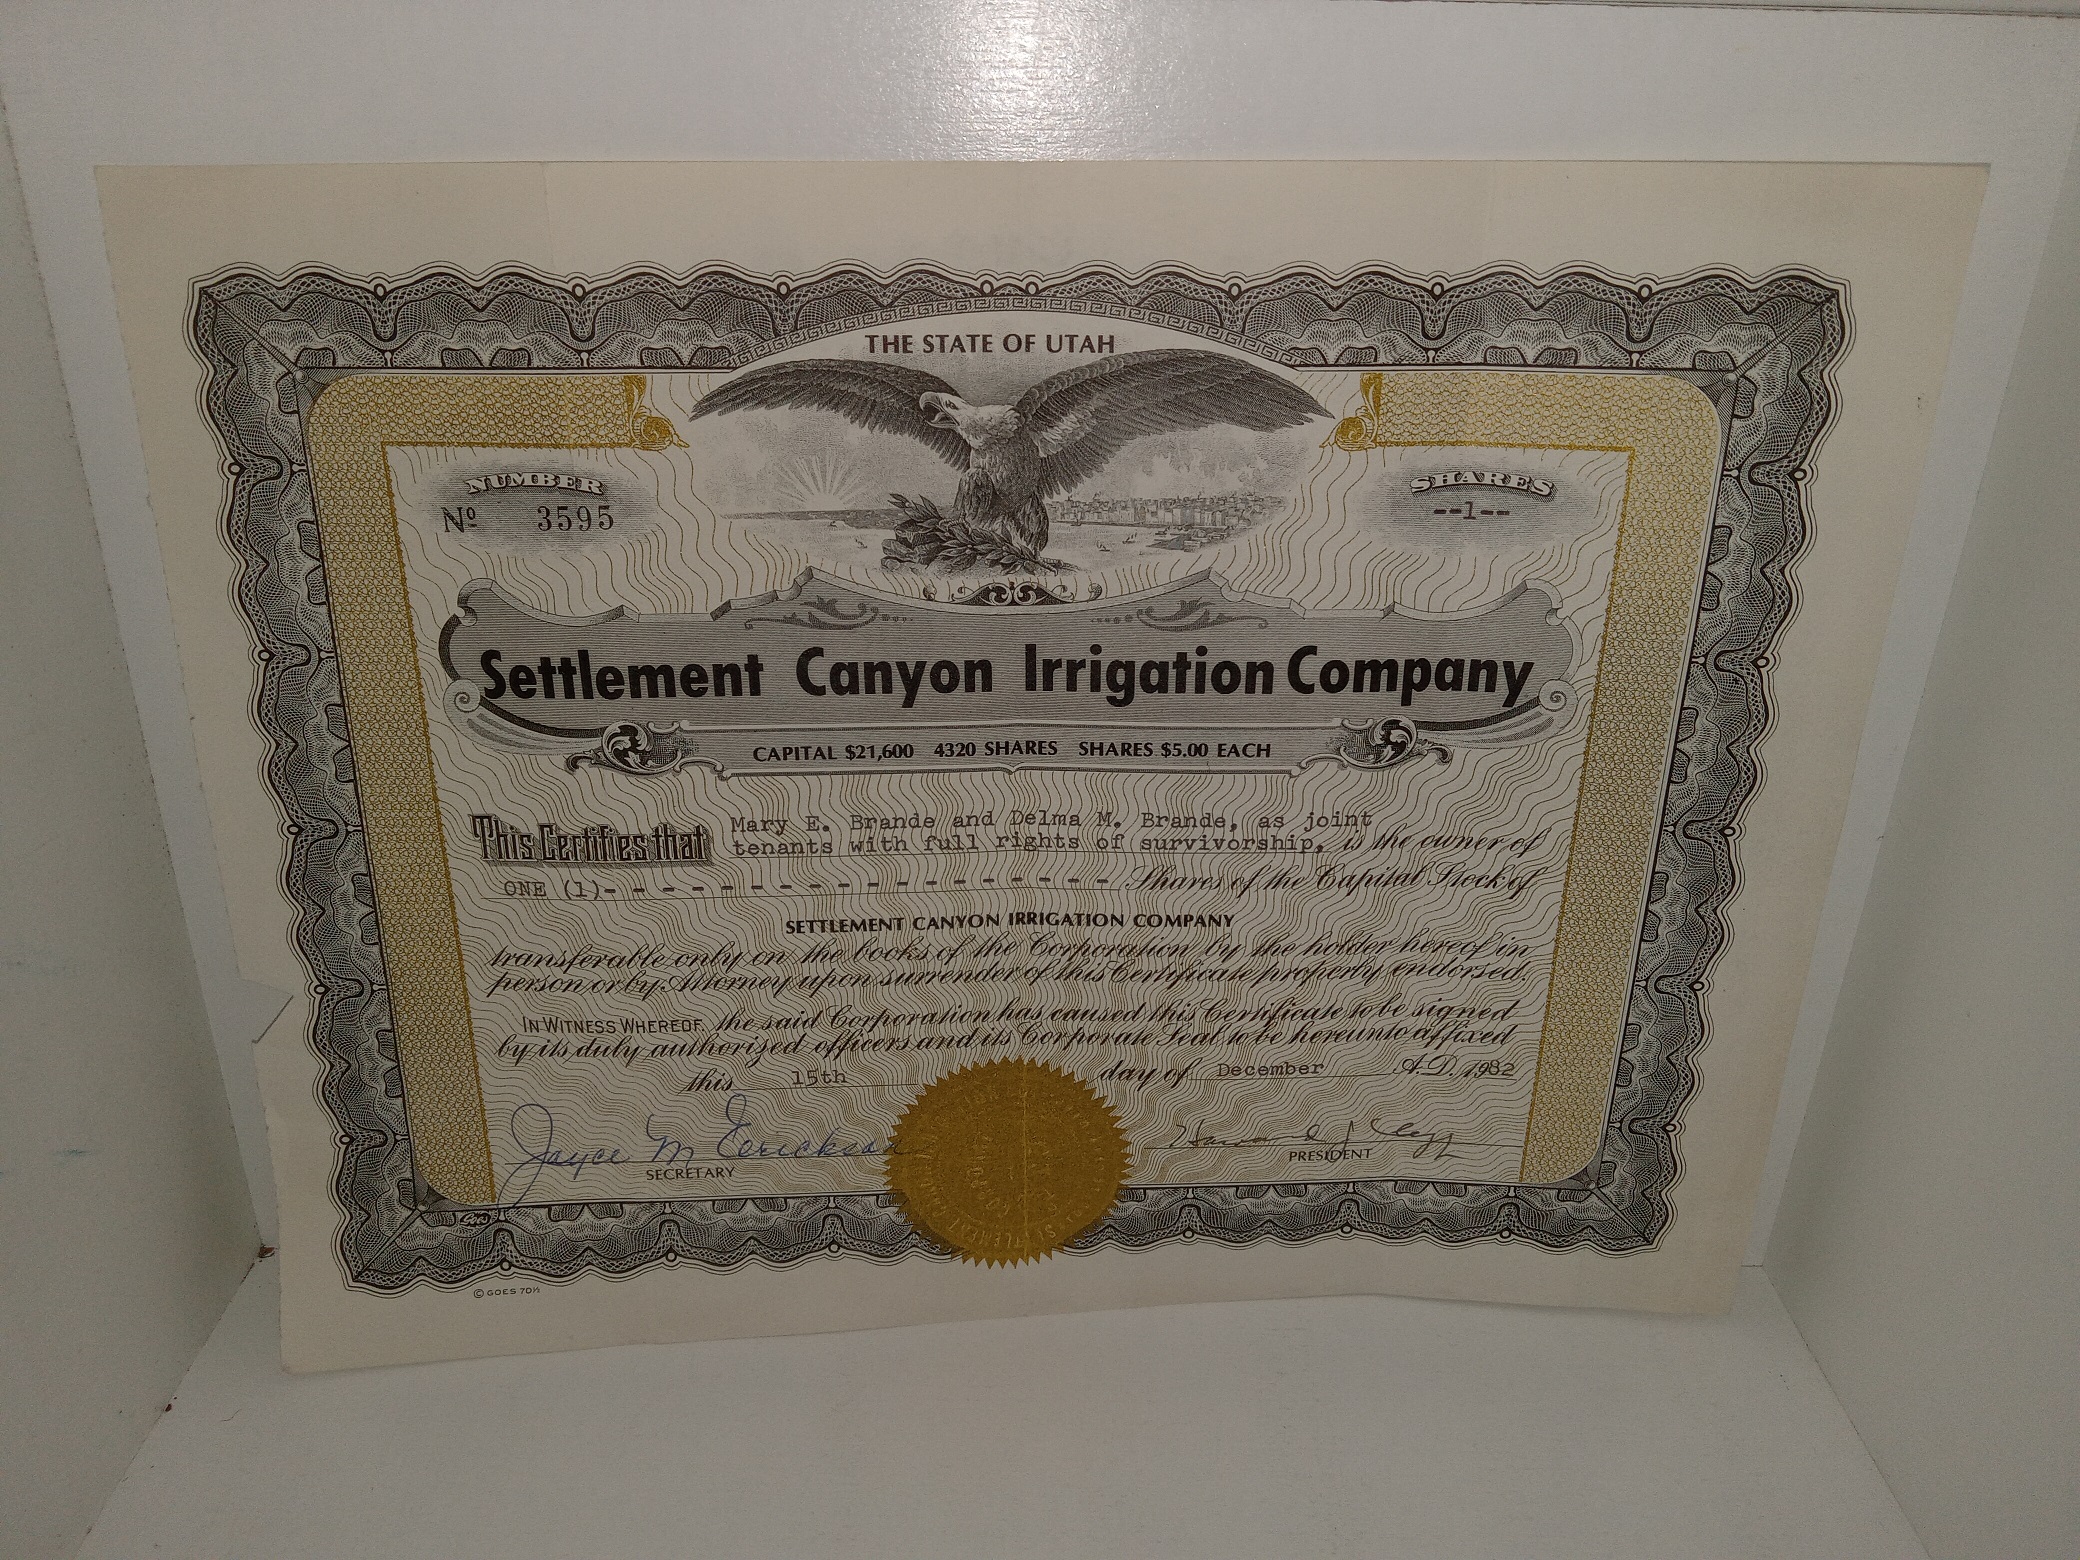 THE STATE OF UTAH
NUMBER
Nº 3595
SHARES
--1--
Settlement Canyon Irrigation Company
CAPITAL $21,600 4320 SHARES SHARES $5.00 EACH
This Certifies that Mary E. Brande and Delma M. Brande, as joint
tenants with full rights of survivorship, is the owner of
ONE (1)- - - - - - - - - - - - - - - - - - Shares of the Capital Stock of
SETTLEMENT CANYON IRRIGATION COMPANY
transferable only on the books of the Corporation by the holder hereof in
person or by Attorney upon surrender of this Certificate properly endorsed.
IN WITNESS WHEREOF, the said Corporation has caused this Certificate to be signed
by its duly authorised officers and its Corporate Seal to be hereunto affixed
this 15th day of December A.D. 1982
Joyce M Erickson
SECRETARY
Howard J Clegg
PRESIDENT
Goes
© GOES 70½